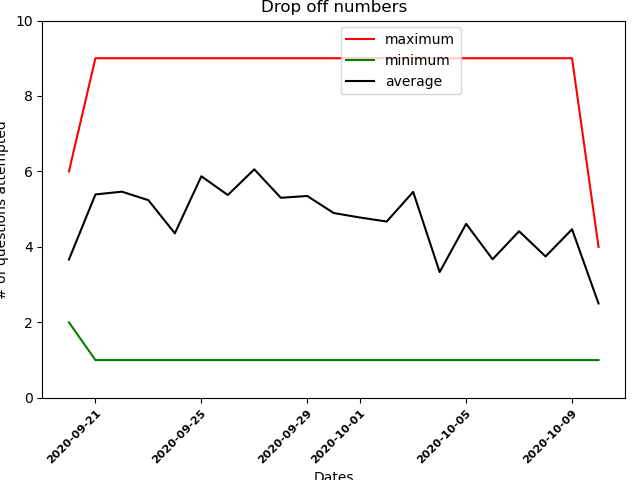 Drop off numbers
maximum
minimum
average
# of questions attempted
10
8
6
4
2
0
2020-09-21
2020-09-25
2020-09-29
2020-10-01
2020-10-05
2020-10-09
Dates